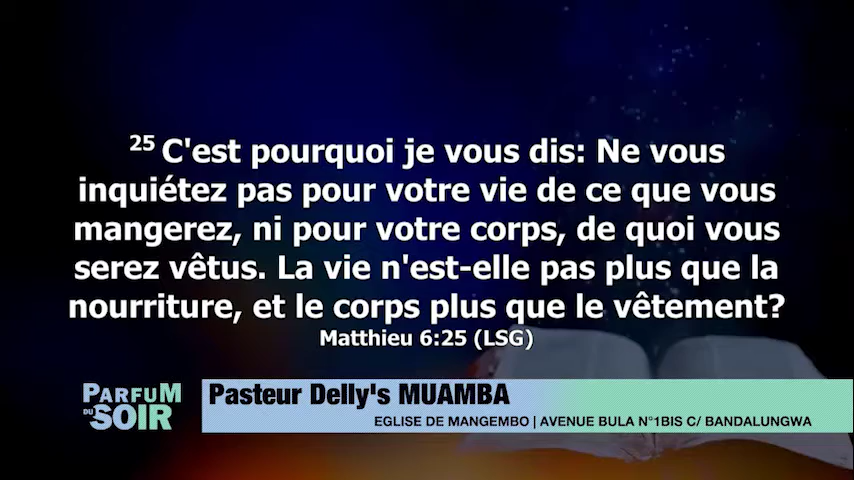 25 C'est pourquoi je vous dis: Ne vous
inquiétez pas pour votre vie de ce que vous
mangerez, ni pour votre corps, de quoi vous
serez vêtus. La vie n'est-elle pas plus que la
nourriture, et le corps plus que le vêtement?
Matthieu 6:25 (LSG)
PARFUM
DU SOIR
Pasteur Delly's MUAMBA
EGLISE DE MANGEMBO | AVENUE BULA N°1BIS C/ BANDALUNGWA